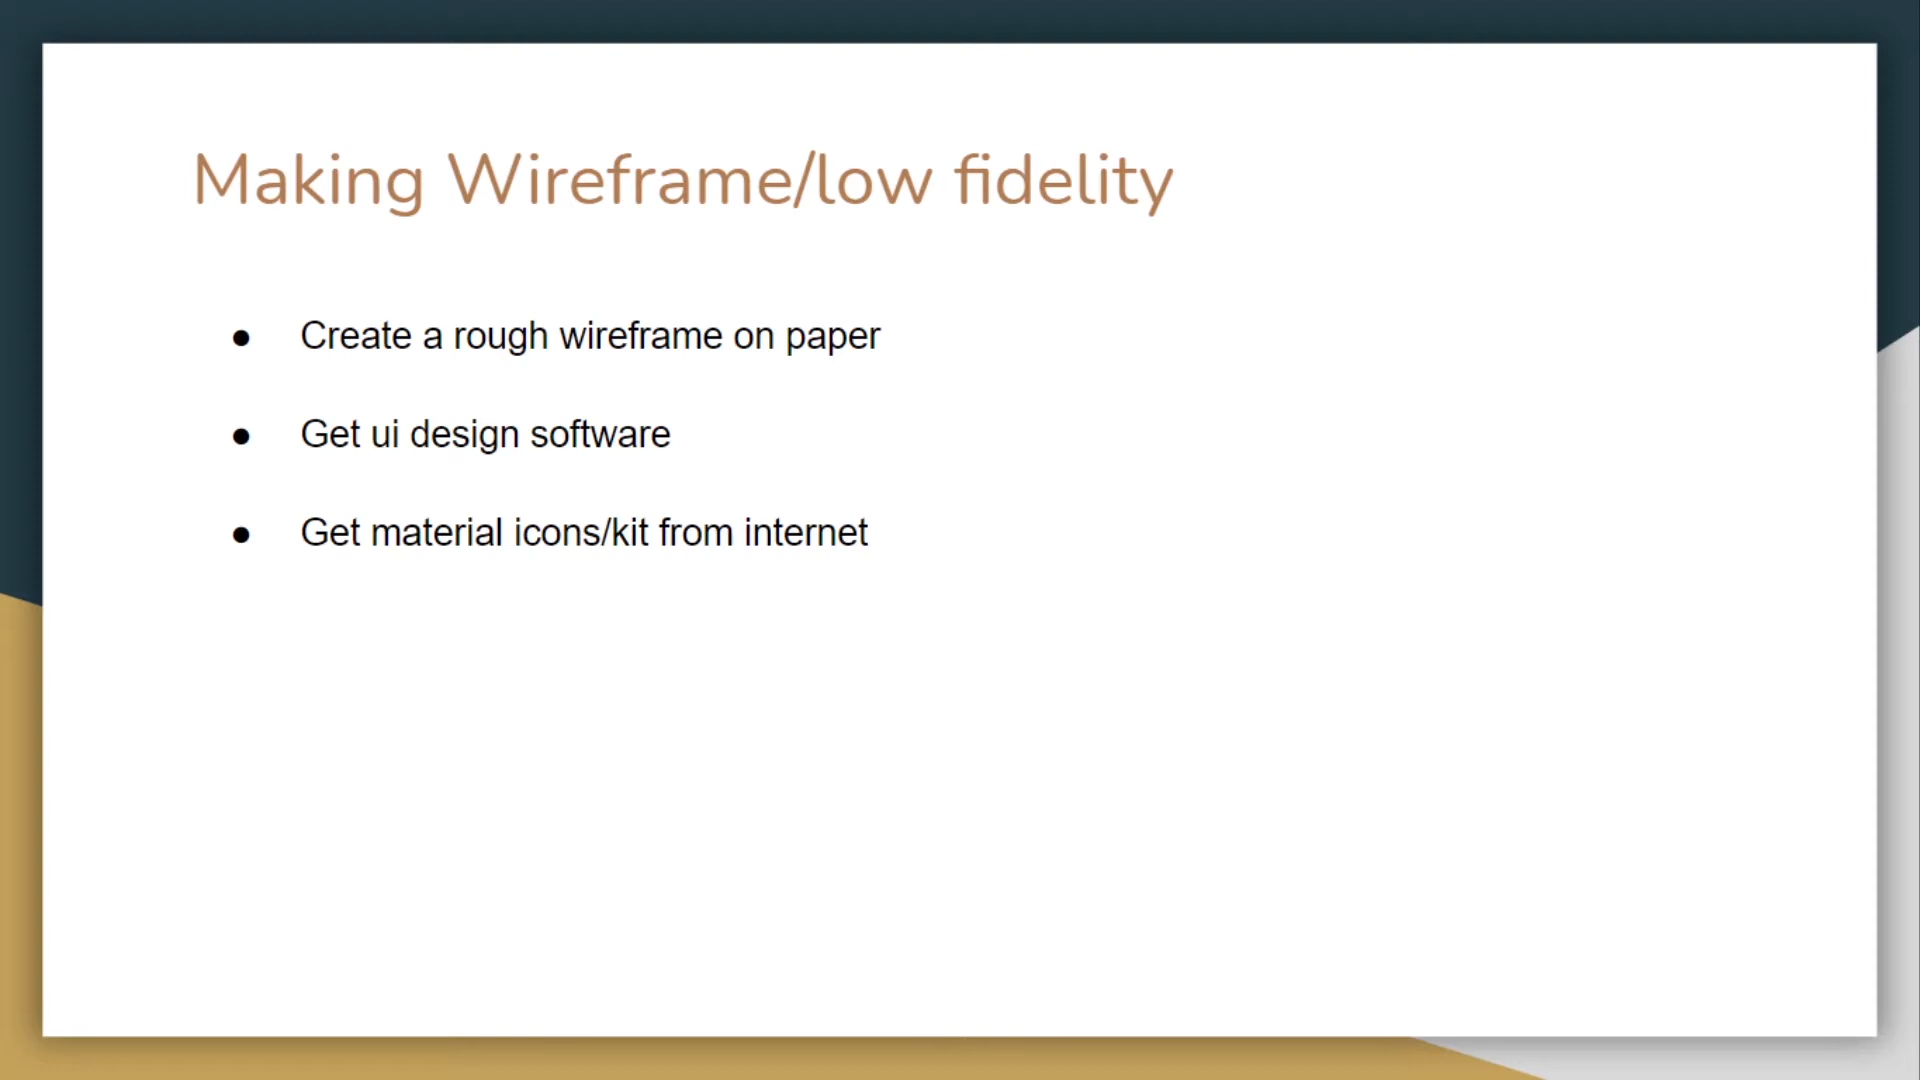 Making Wireframe/low fidelity
● Create a rough wireframe on paper
● Get ui design software
● Get material icons/kit from internet